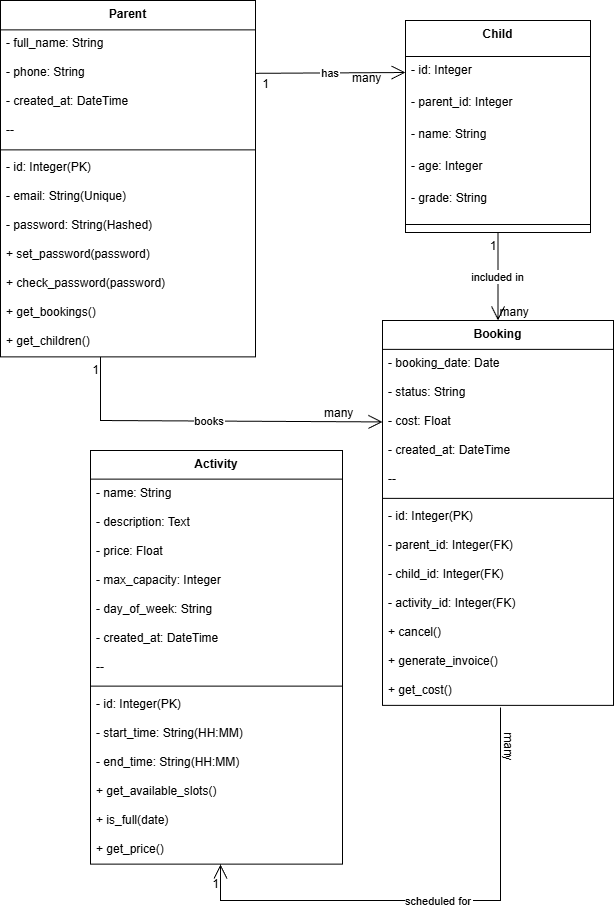 Parent
- full_name: String
- phone: String
- created_at: DateTime
--
- id: Integer(PK)
- email: String(Unique)
- password: String(Hashed)
+ set_password(password)
+ check_password(password)
+ get_bookings()
+ get_children()
1
has
many
Child
- id: Integer
- parent_id: Integer
- name: String
- age: Integer
- grade: String
1
included in
many
1
books
many
Booking
- booking_date: Date
- status: String
- cost: Float
- created_at: DateTime
--
- id: Integer(PK)
- parent_id: Integer(FK)
- child_id: Integer(FK)
- activity_id: Integer(FK)
+ cancel()
+ generate_invoice()
+ get_cost()
Activity
- name: String
- description: Text
- price: Float
- max_capacity: Integer
- day_of_week: String
- created_at: DateTime
--
- id: Integer(PK)
- start_time: String(HH:MM)
- end_time: String(HH:MM)
+ get_available_slots()
+ is_full(date)
+ get_price()
many
1
scheduled for